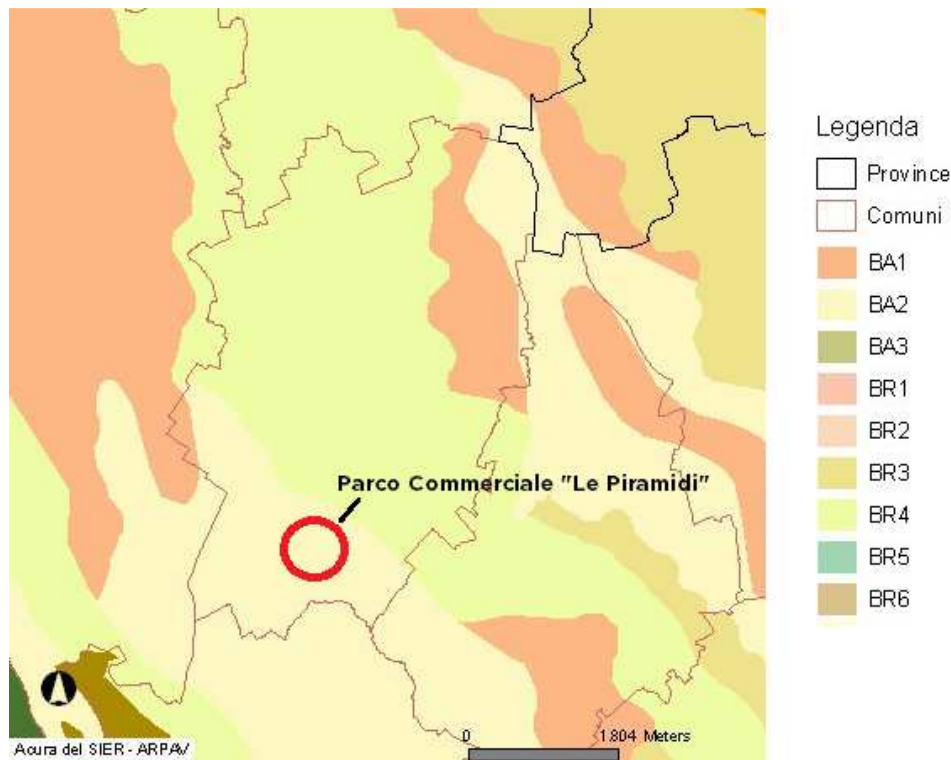 Parco Commerciale "Le Piramidi"
0 1.804 Meters
Acura del SIER - ARPAV
Legenda
Province
Comuni
BA1
BA2
BA3
BR1
BR2
BR3
BR4
BR5
BR6